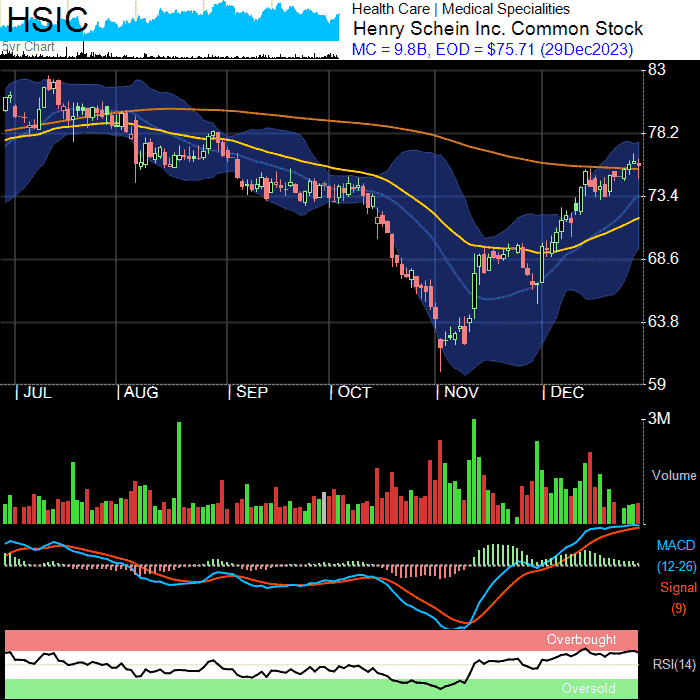 HSIC
5yr Chart
Health Care | Medical Specialities
Henry Schein Inc. Common Stock
MC = 9.8B, EOD = $75.71 (29Dec2023)
83
78.2
73.4
68.6
63.8
59
| JUL | AUG | SEP | OCT | NOV | DEC
3M
Volume
MACD
(12-26)
Signal
(9)
Overbought
RSI(14)
Oversold